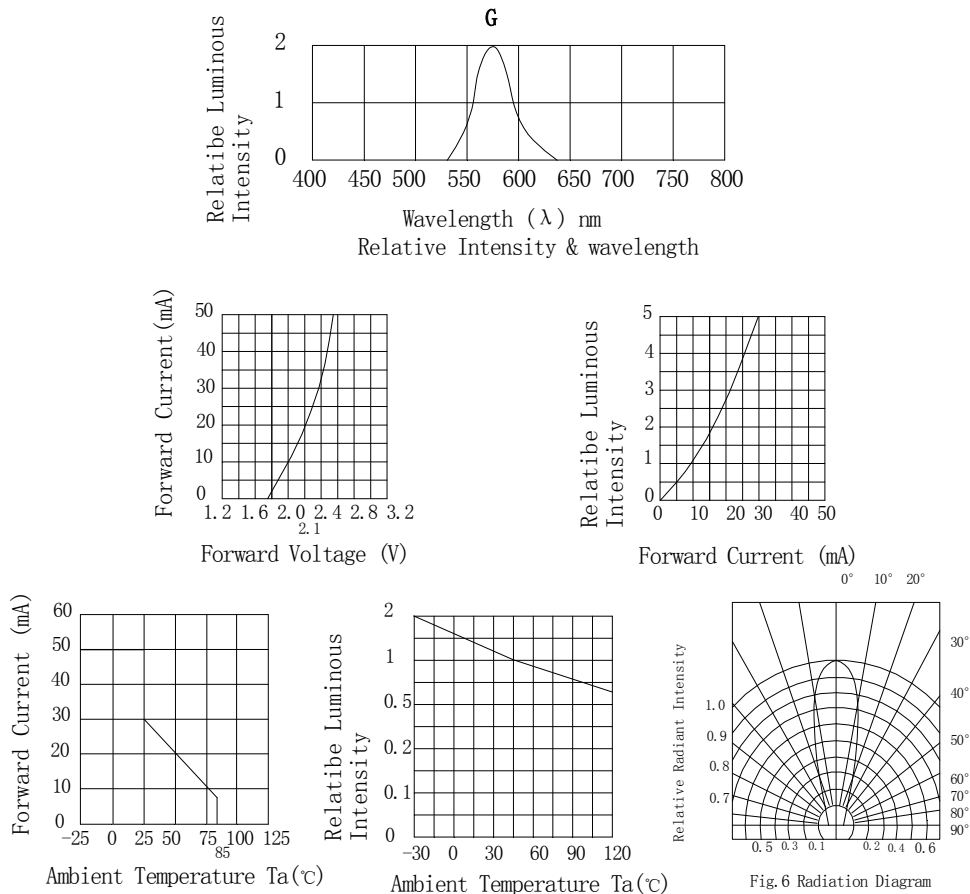 G
Relatibe Luminous
Intensity
2
1
0
400 450 500 550 600 650 700 750 800
Wavelength (λ) nm
Relative Intensity & wavelength
Forward Current(mA)
50
40
30
20
10
0
1.2 1.6 2.0 2.4 2.8 3.2
2.1
Forward Voltage (V)
Relatibe Luminous
Intensity
5
4
3
2
1
0
0 10 20 30 40 50
Forward Current (mA)
Forward Current (mA)
60
50
40
30
20
10
0
-25 0 25 50 75 100 125
85
Ambient Temperature Ta(℃)
Relatibe Luminous
Intensity
2
1
0.5
0.2
0.1
0
-30 0 30 60 90 120
Ambient Temperature Ta(℃)
0° 10° 20°
30°
40°
50°
60°
70°
80°
90°
Relative Radiant Intensity
1.0
0.9
0.8
0.7
0.5 0.3 0.1 0.2 0.4 0.6
Fig.6 Radiation Diagram